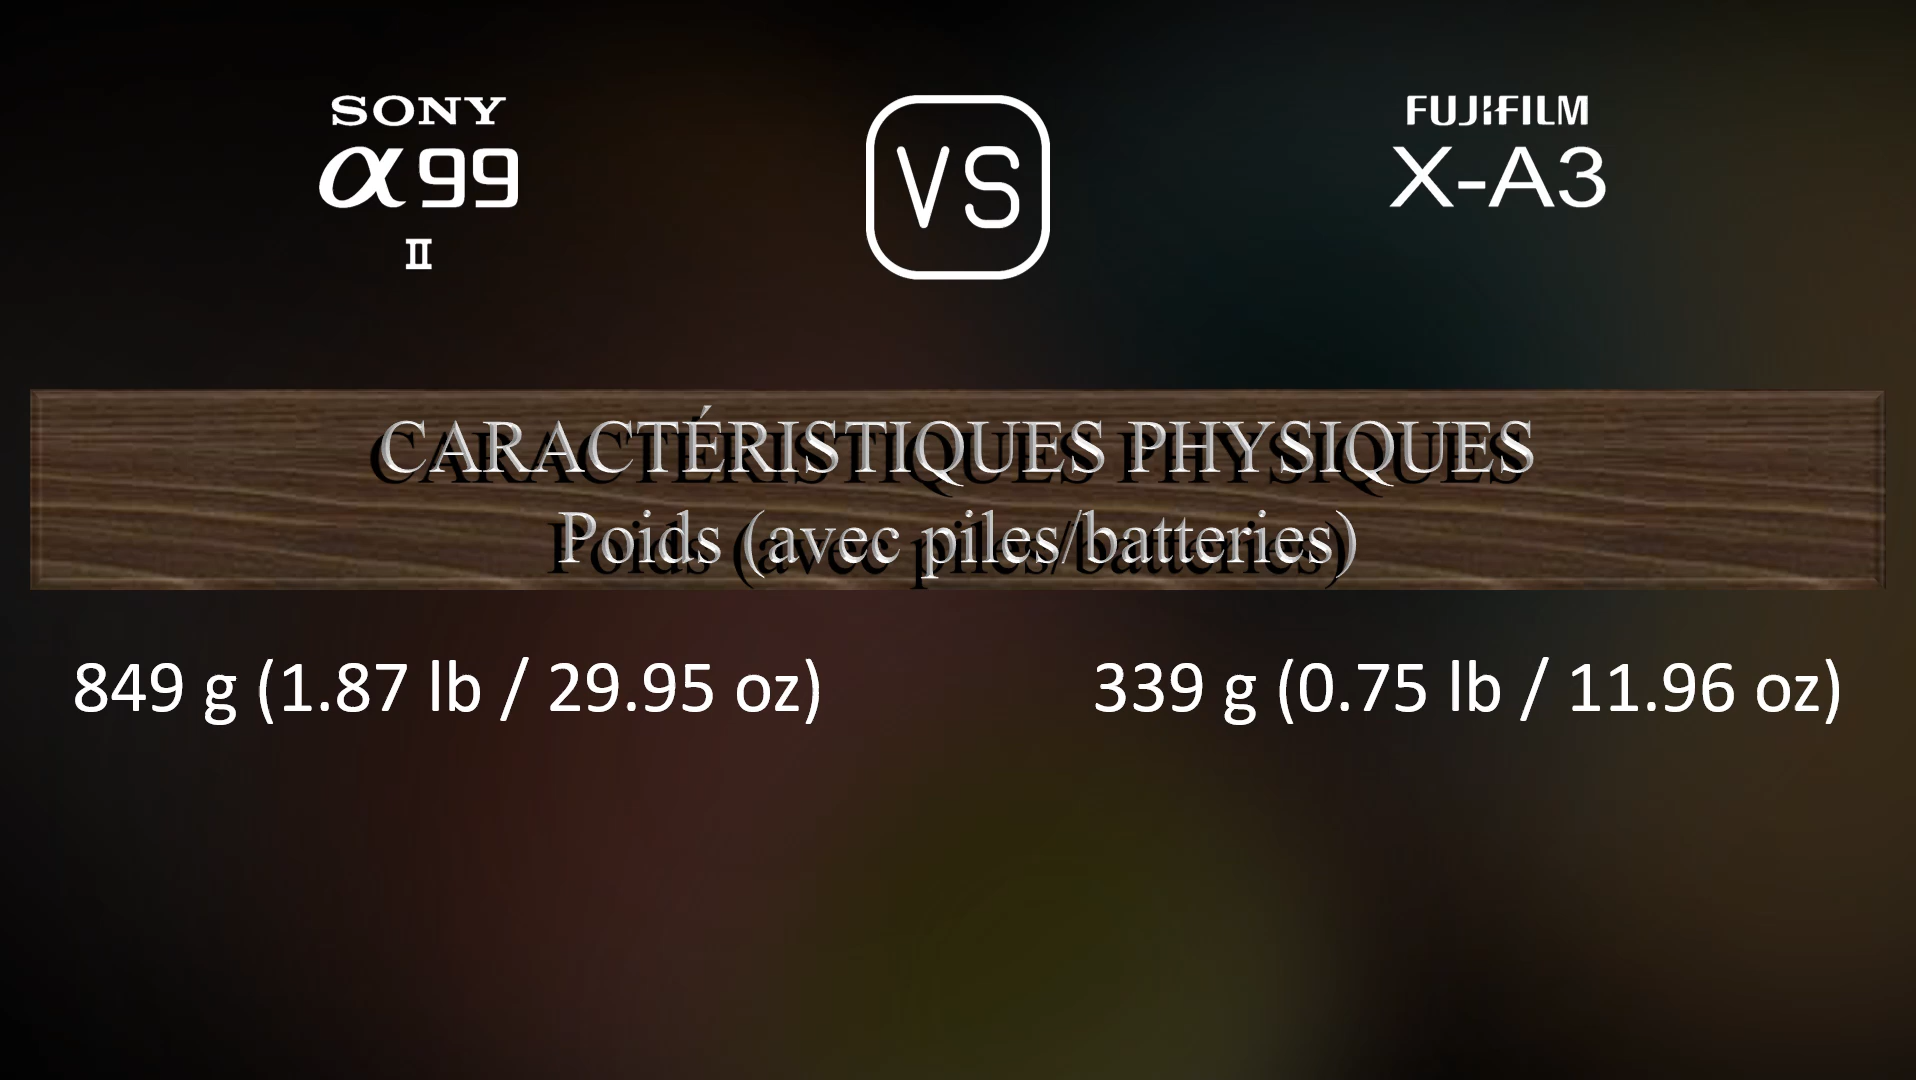 SONY
α99
II
VS
FUJIFILM
X-A3
CARACTÉRISTIQUES PHYSIQUES
Poids (avec piles/batteries)
849 g (1.87 lb / 29.95 oz)
339 g (0.75 lb / 11.96 oz)